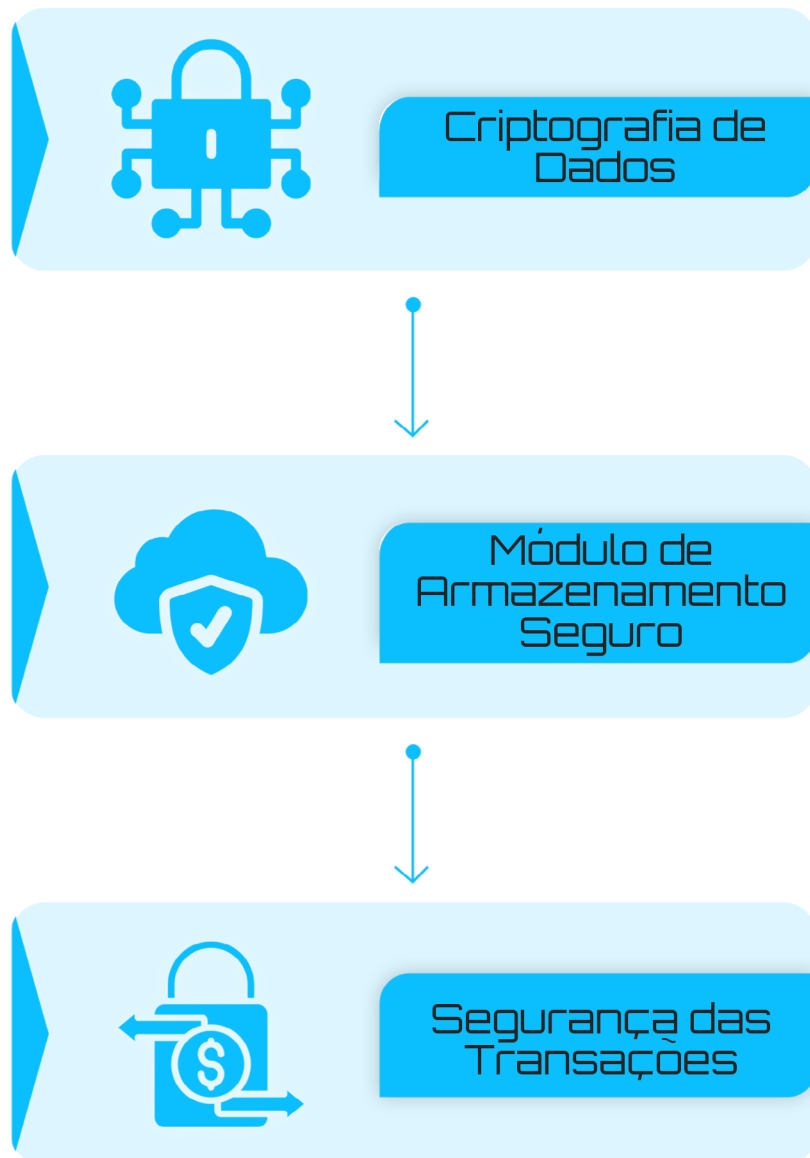 Criptografia de
Dados
Módulo de
Armazenamento
Seguro
$
Segurança das
Transações